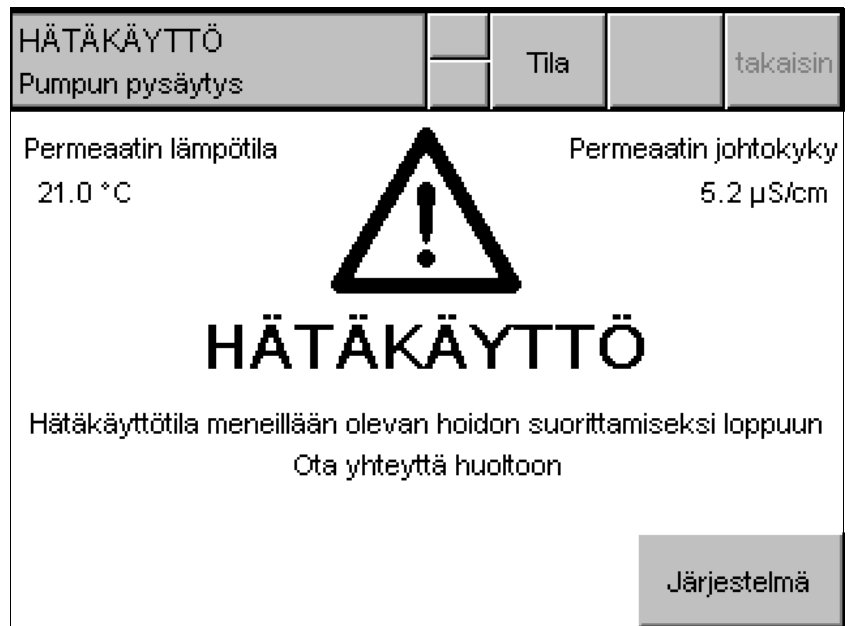 HÄTÄKÄYTTÖ
Pumpun pysäytys
Tila
takaisin
Permeaatin lämpötila
Permeaatin johtokyky
21.0 °C
5.2 µS/cm
!
HÄTÄKÄYTTÖ
Hätäkäyttötila meneillään olevan hoidon suorittamiseksi loppuun
Ota yhteyttä huoltoon
Järjestelmä